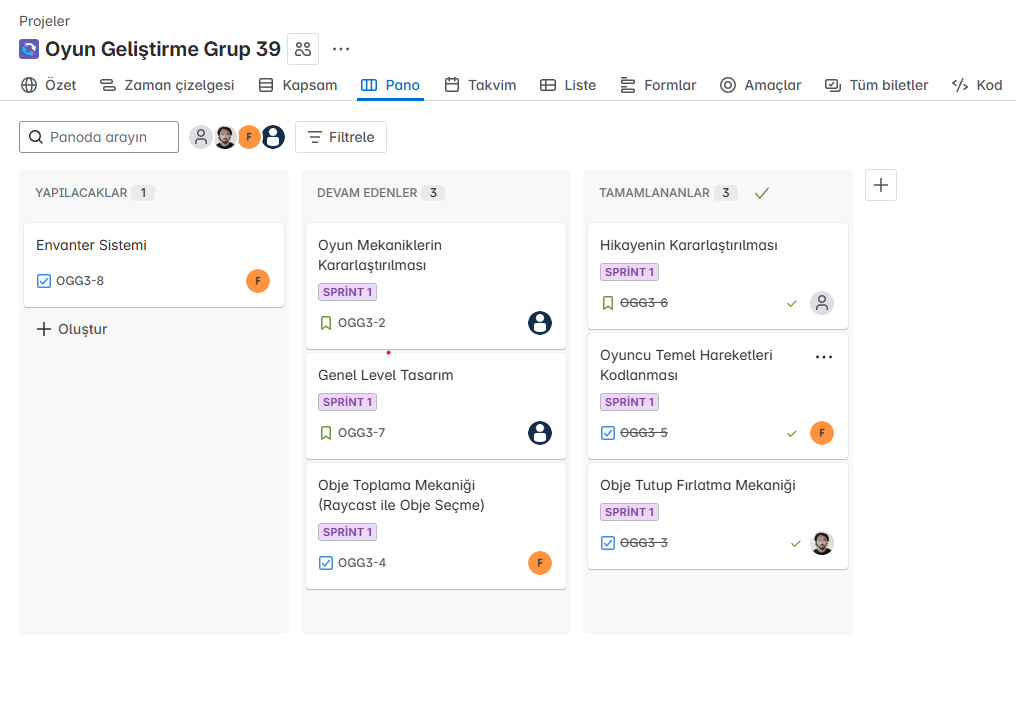 Projeler
Oyun Geliştirme Grup 39
Özet
Zaman çizelgesi
Kapsam
Pano
Takvim
Liste
Formlar
Amaçlar
Tüm biletler
Kod
Panoda arayın
F
Filtrele
YAPILACAKLAR 1
Envanter Sistemi
OGG3-8
F
Oluştur
DEVAM EDENLER 3
Oyun Mekaniklerin
Kararlaştırılması
SPRİNT 1
OGG3-2
Genel Level Tasarım
SPRİNT 1
OGG3-7
Obje Toplama Mekaniği
(Raycast ile Obje Seçme)
SPRİNT 1
OGG3-4
F
TAMAMLANANLAR 3
Hikayenin Kararlaştırılması
SPRİNT 1
OGG3-6
Oyuncu Temel Hareketleri
Kodlanması
SPRİNT 1
OGG3-5
F
Obje Tutup Fırlatma Mekaniği
SPRİNT 1
OGG3-3